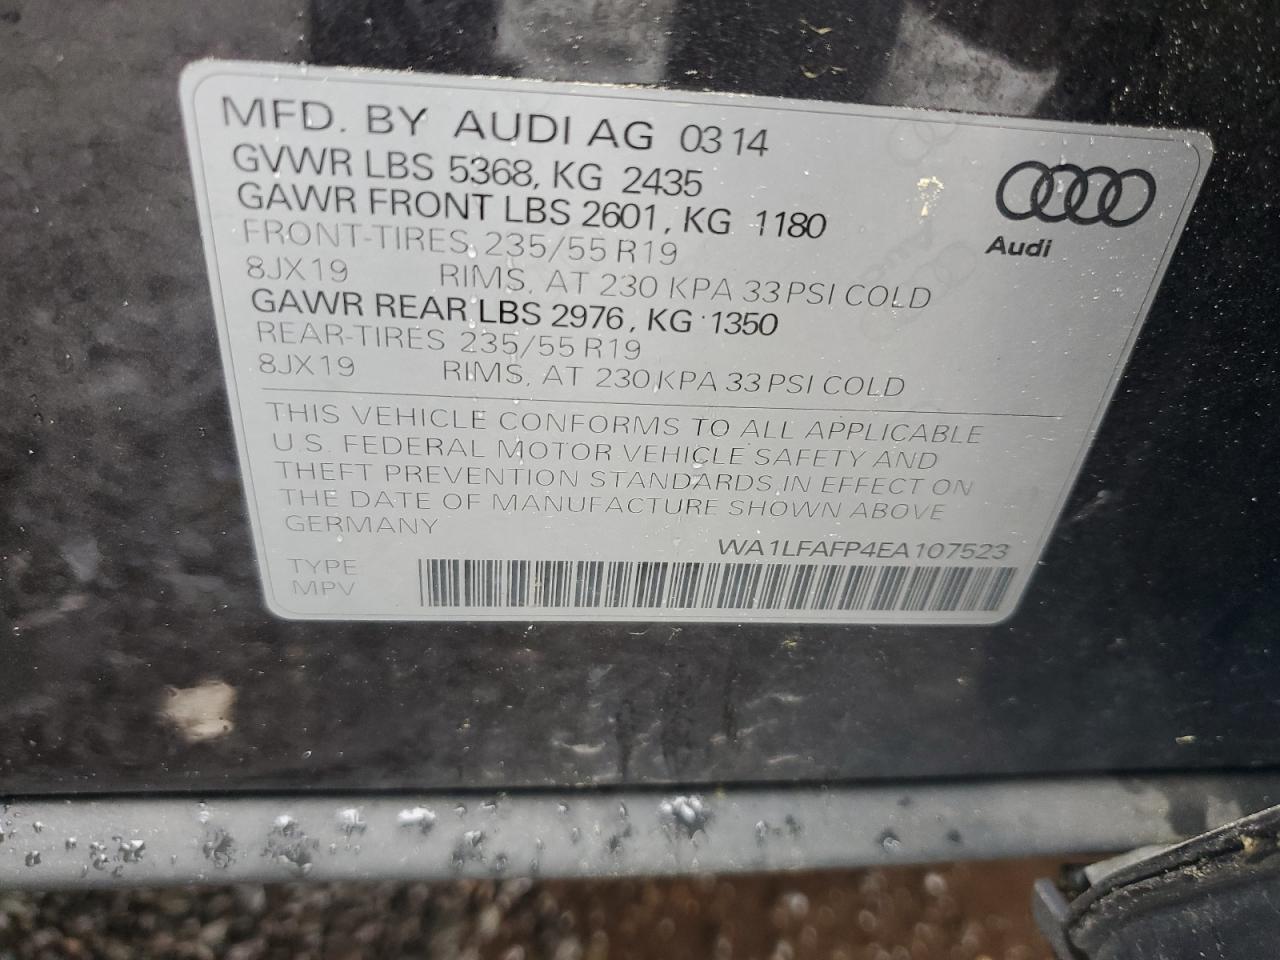 MFD. BY AUDI AG 0314
GVWR LBS 5368, KG 2435
GAWR FRONT LBS 2601, KG 1180
FRONT-TIRES 235/55 R19
8JX19 RIMS, AT 230 KPA 33 PSI COLD
GAWR REAR LBS 2976, KG 1350
REAR-TIRES 235/55 R19
8JX19 RIMS, AT 230 KPA 33 PSI COLD
Audi
THIS VEHICLE CONFORMS TO ALL APPLICABLE
U.S. FEDERAL MOTOR VEHICLE SAFETY AND
THEFT PREVENTION STANDARDS IN EFFECT ON
THE DATE OF MANUFACTURE SHOWN ABOVE
GERMANY
WA1LFAFP4EA107523
TYPE
MPV